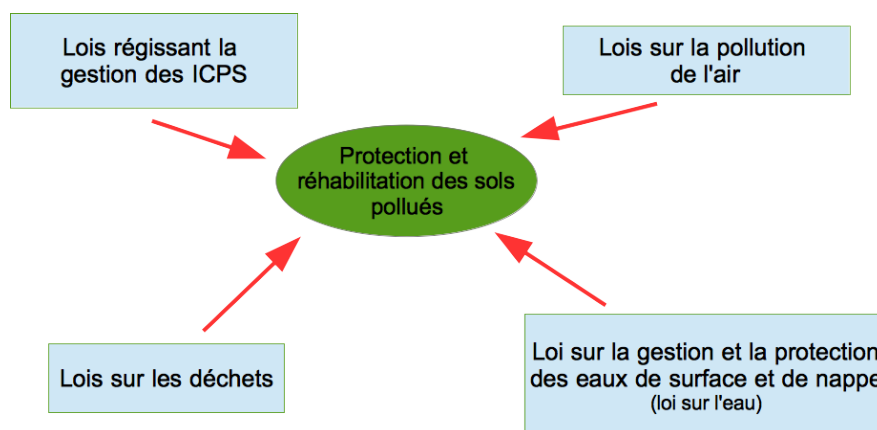 Lois régissant la
gestion des ICPS
Lois sur la pollution
de l'air
Protection et
réhabilitation des sols
pollués
Lois sur les déchets
Loi sur la gestion et la protection
des eaux de surface et de nappe
(loi sur l'eau)